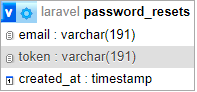 v laravel password_resets
email : varchar(191)
token : varchar(191)
created_at : timestamp